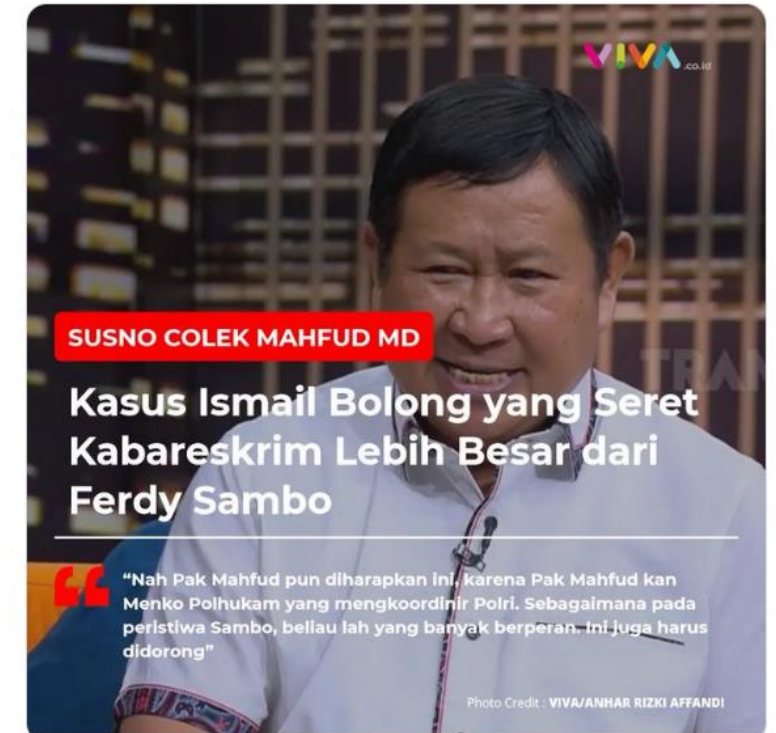 VIVA.co.id
SUSNO COLEK MAHFUD MD
Kasus Ismail Bolong yang Seret
Kabareskrim Lebih Besar dari
Ferdy Sambo
“Nah Pak Mahfud pun diharapkan ini, karena Pak Mahfud kan
Menko Polhukam yang mengkoordinir Polri. Sebagaimana pada
peristiwa Sambo, beliau lah yang banyak berperan. Ini juga harus
didorong”
Photo Credit : VIVA/ANHAR RIZKI AFFANDI